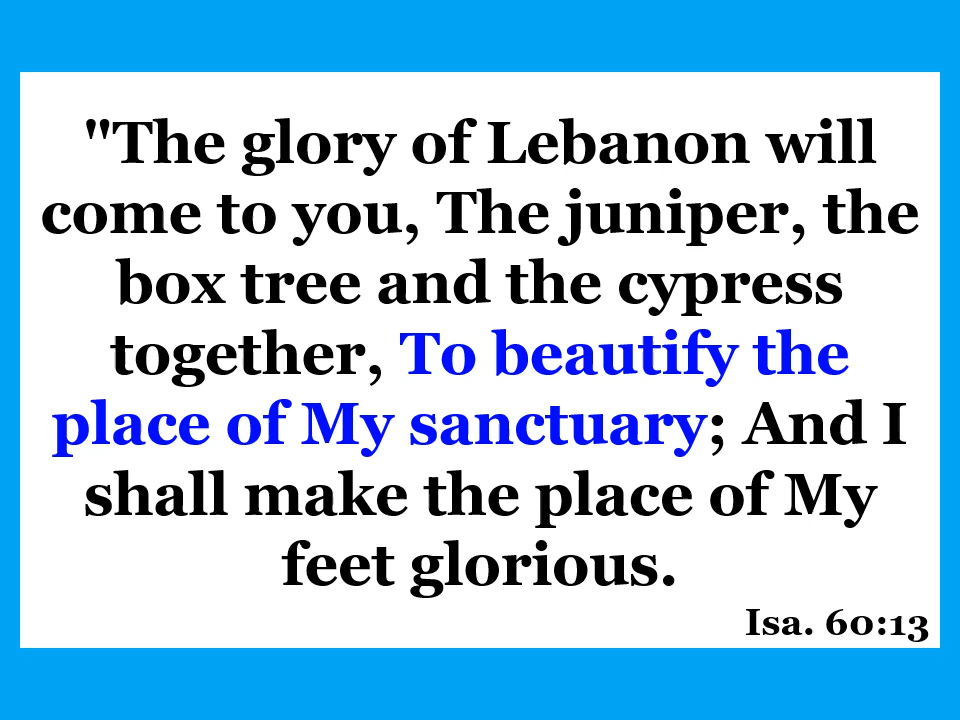 "The glory of Lebanon will
come to you, The juniper, the
box tree and the cypress
together, To beautify the
place of My sanctuary; And I
shall make the place of My
feet glorious.
Isa. 60:13